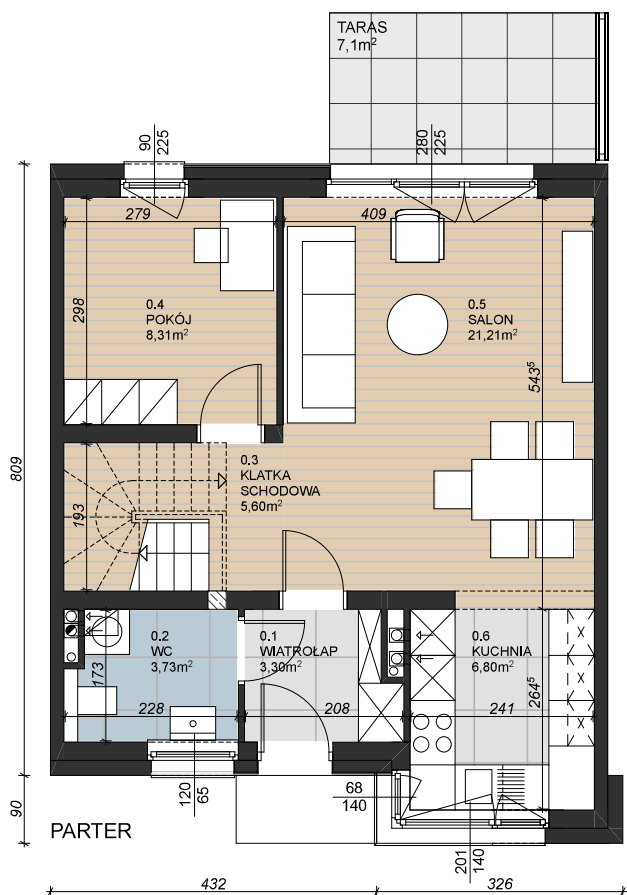 TARAS
7,1m²
90
225
280
225
279
409
298
0.4
POKÓJ
8,31m²
0.5
SALON
21,21m²
543⁵
809
193
0.3
KLATKA
SCHODOWA
5,60m²
0.2
WC
3,73m²
0.1
WIATROŁAP
3,30m²
0.6
KUCHNIA
6,80m²
173
264⁵
228
208
241
68
140
120
65
90
PARTER
201
140
432
326